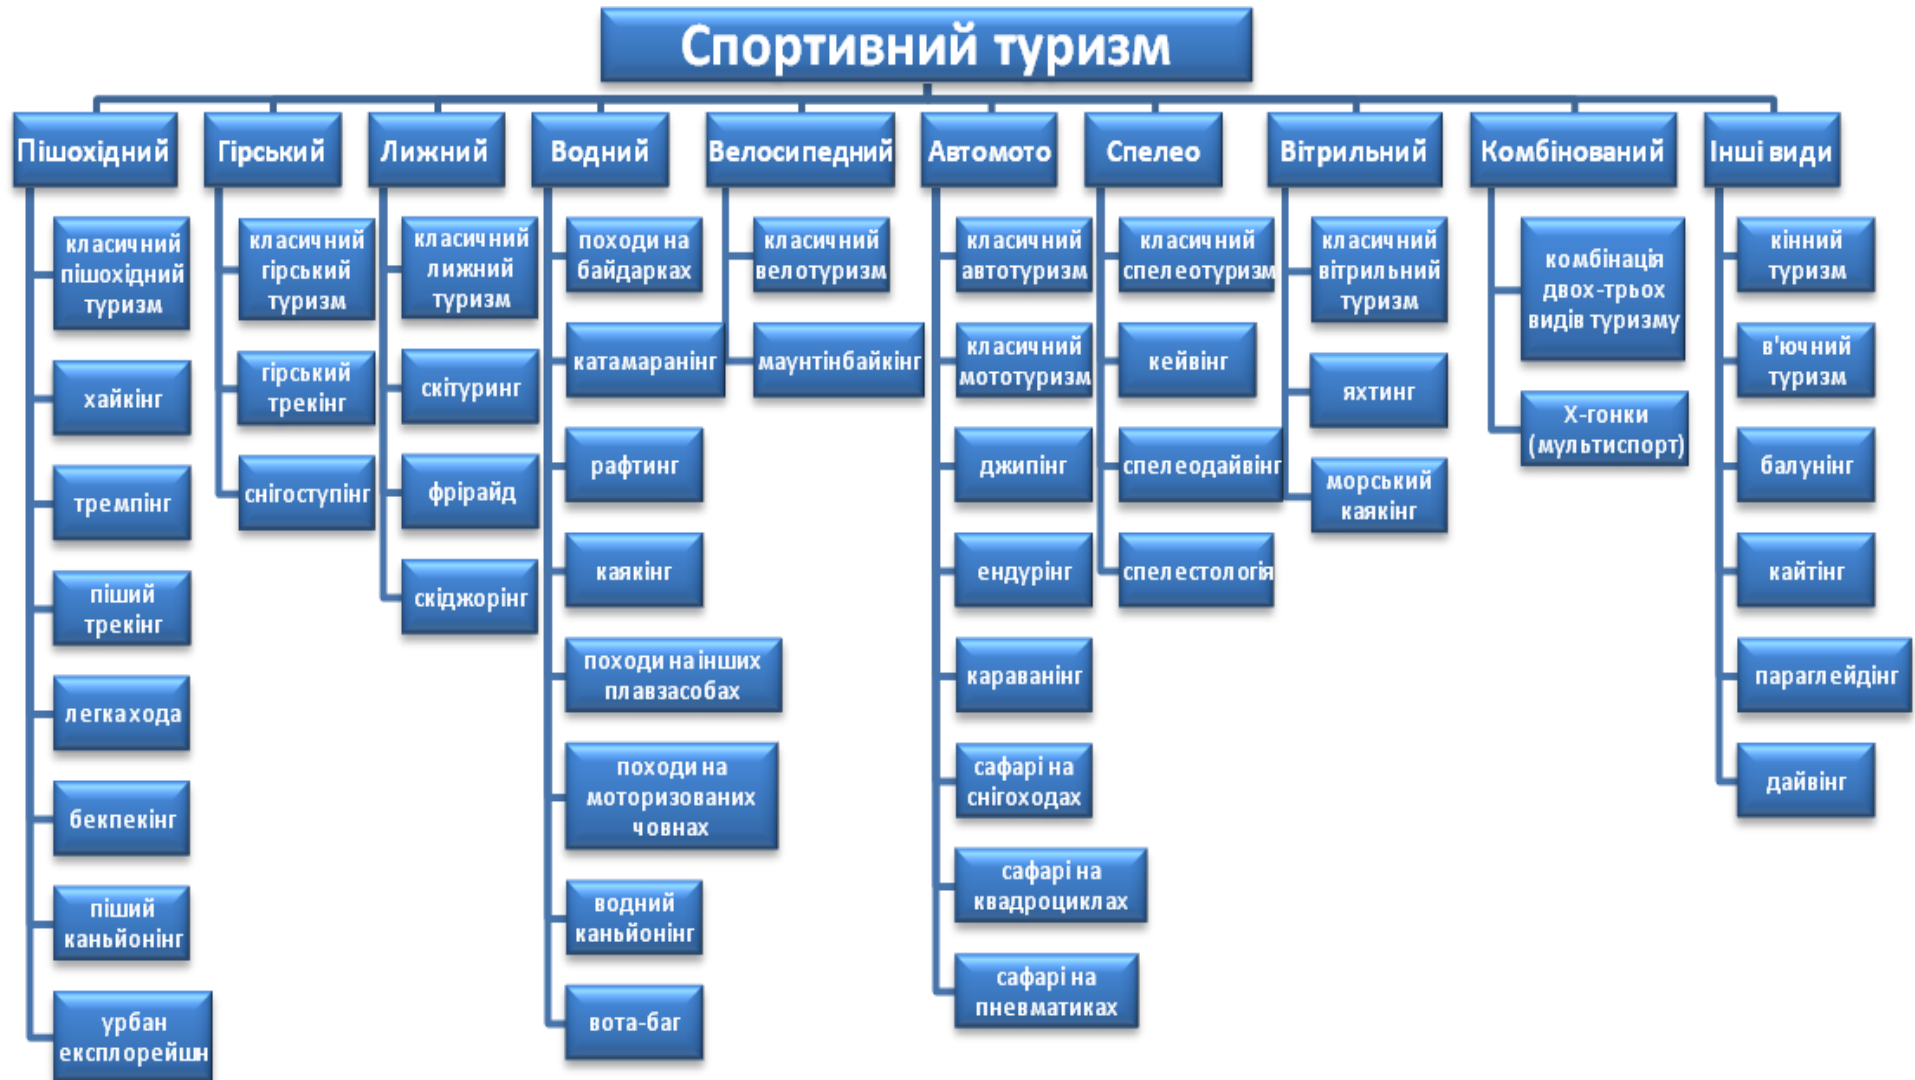 Спортивний туризм
Пішохідний
Гірський
Лижний
Водний
Велосипедний
Автомото
Спелео
Вітрильний
Комбінований
Інші види
класичний
пішохідний
туризм
хайкінг
тремпінг
піший
трекінг
легка хода
бекпекінг
піший
каньйонінг
урбан
експлорейшн
класичний
гірський
туризм
гірський
трекінг
снігоступінг
класичний
лижний
туризм
скітуринг
фрірайд
скіджорінг
походи на
байдарках
катамаранінг
рафтинг
каякінг
походи на інших
плавзасобах
походи на
моторизованих
човнах
водний
каньйонінг
вота-баг
класичний
велотуризм
маунтінбайкінг
класичний
автотуризм
класичний
мототуризм
джипінг
ендурінг
караванінг
сафарі на
снігоходах
сафарі на
квадроциклах
сафарі на
пневматиках
класичний
спелеотуризм
кейвінг
спелеодайвінг
спелестологія
класичний
вітрильний
туризм
яхтинг
морський
каякінг
комбінація
двох-трьох
видів туризму
Х-гонки
(мультиспорт)
кінний
туризм
в'ючний
туризм
балунінг
кайтінг
параглейдінг
дайвінг